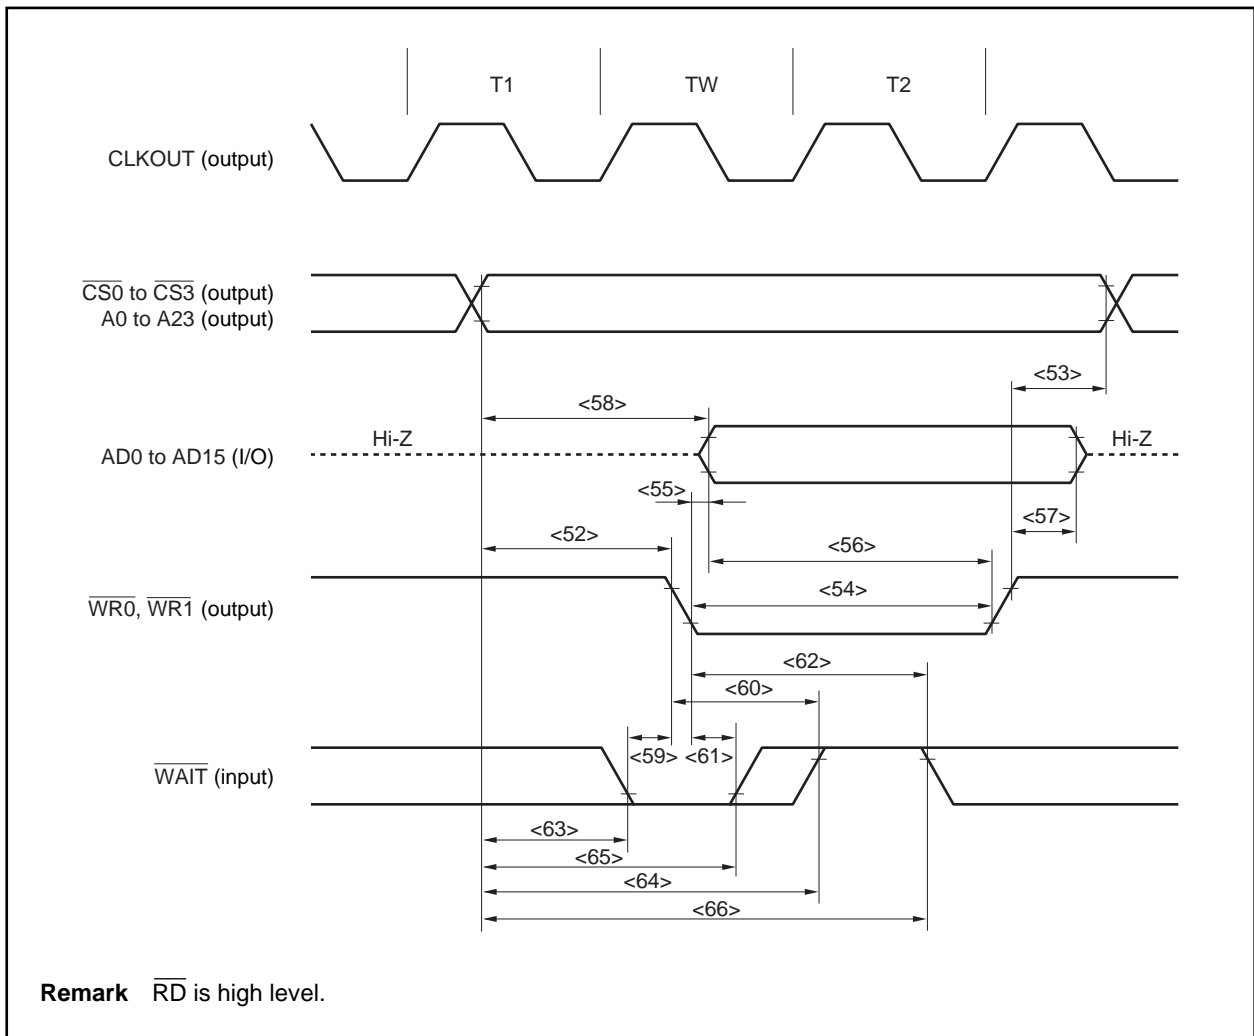 T1 TW T2
CLKOUT (output)
CS0 to CS3 (output)
A0 to A23 (output)
<53>
<58>
Hi-Z Hi-Z
AD0 to AD15 (I/O)
<55>
<57>
<52> <56>
<54>
WR0, WR1 (output)
<62>
<60>
<59> <61>
WAIT (input)
<63>
<65>
<64>
<66>
Remark RD is high level.